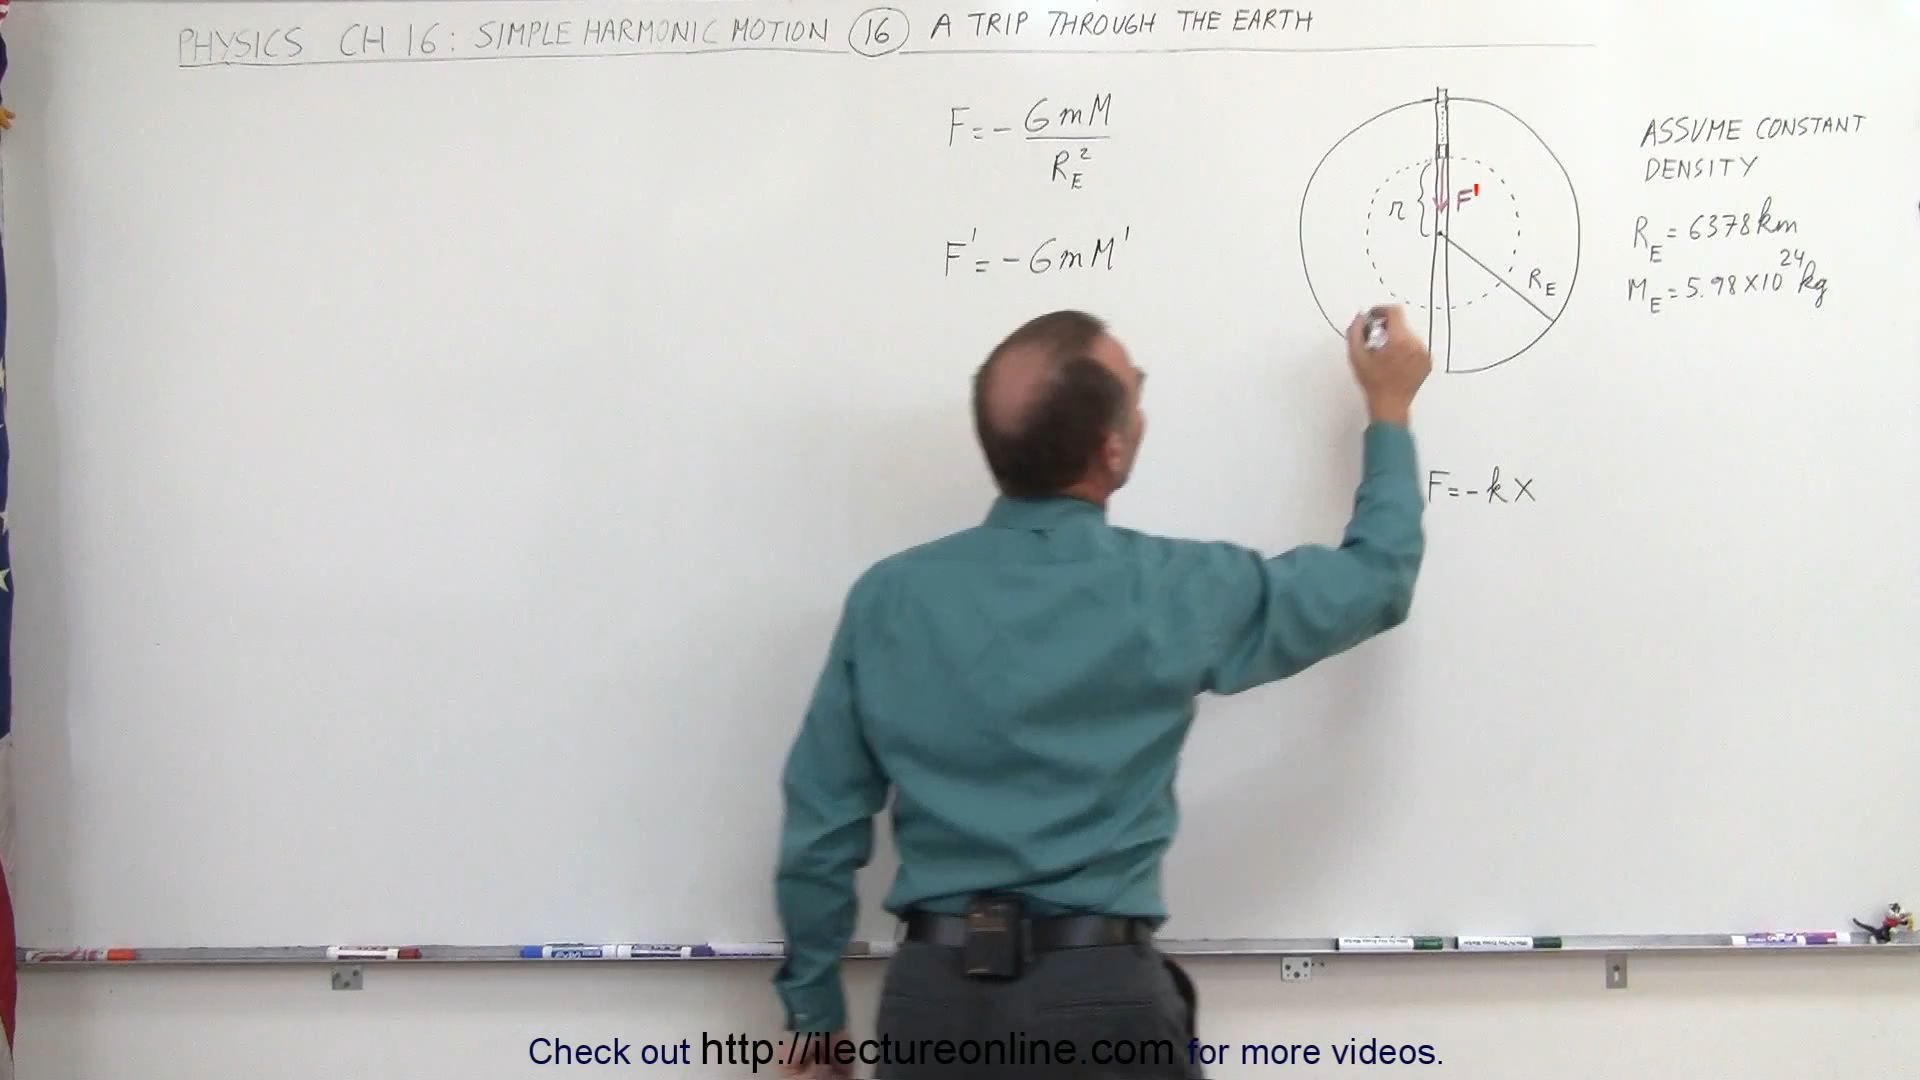 PHYSICS CH 16: SIMPLE HARMONIC MOTION 16 A TRIP THROUGH THE EARTH
F = - GmM / R_E^2
F' = - GmM'
r
F'
R_E
ASSUME CONSTANT
DENSITY
R_E = 6378 km
M_E = 5.98 × 10^24 kg
F = - k x
Check out http://ilectureonline.com for more videos.